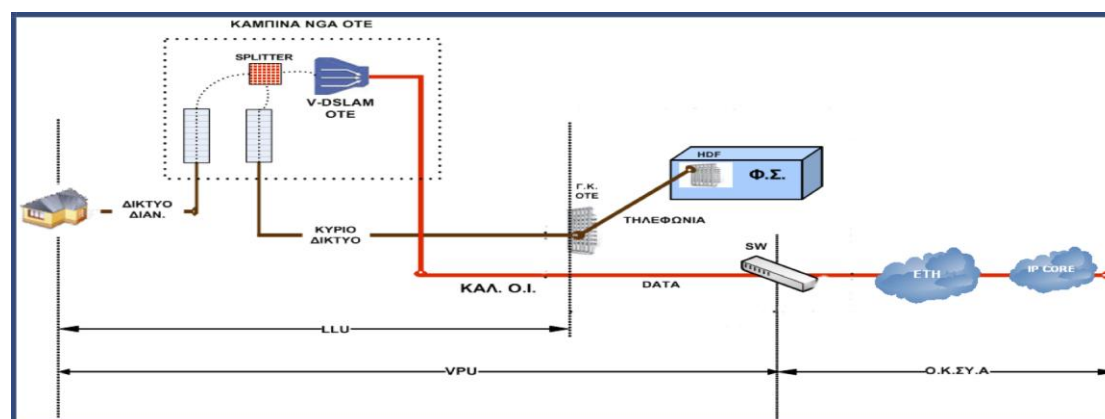 ΚΑΜΠΙΝΑ NGA ΟΤΕ
SPLITTER
V-DSLAM
ΟΤΕ
HDF
Φ.Σ.
Γ.Κ.
ΟΤΕ
ΔΙΚΤΥΟ
ΔΙΑΝ.
ΚΥΡΙΟ
ΔΙΚΤΥΟ
ΤΗΛΕΦΩΝΙΑ
SW
ETH
IP CORE
ΚΑΛ. Ο.Ι.
DATA
LLU
VPU
Ο.Κ.ΣΥ.Α